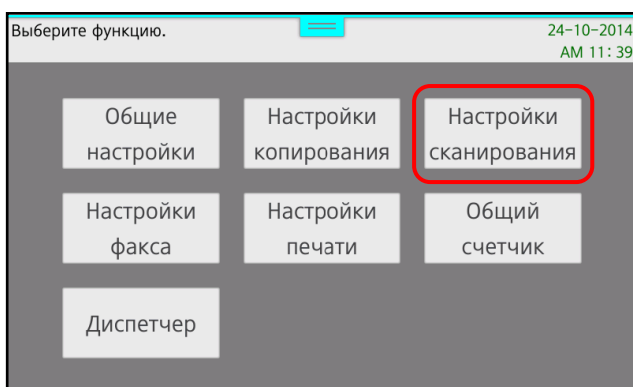 Выберите функцию.
24-10-2014
AM 11:39
Общие
настройки
Настройки
копирования
Настройки
сканирования
Настройки
факса
Настройки
печати
Общий
счетчик
Диспетчер